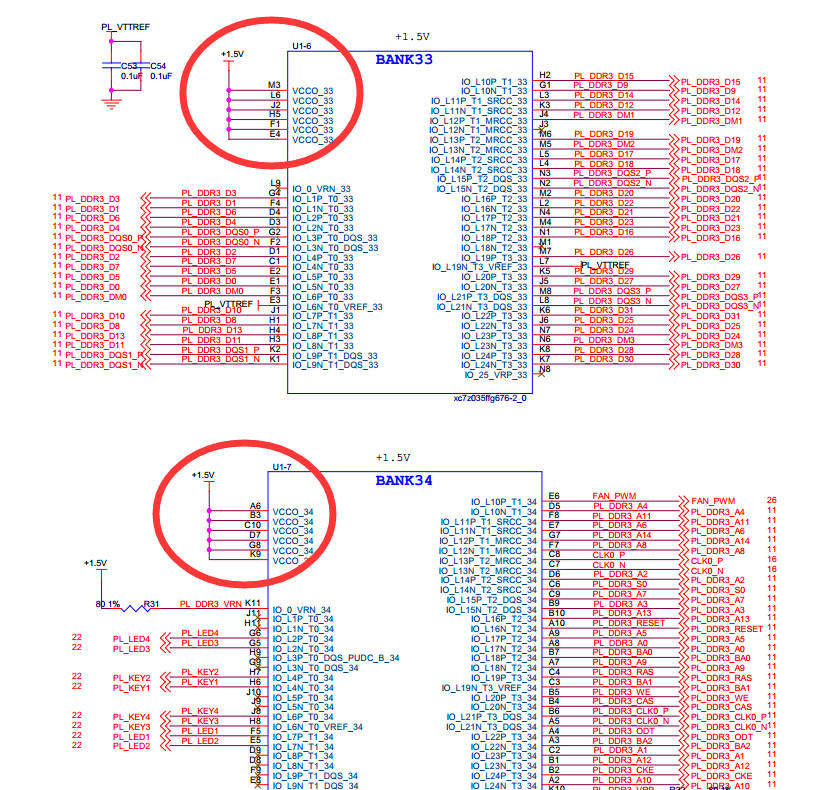 PL_VTTREF
C53
0.1uF
C54
0.1uF
+1.5V
U1-6
+1.5V
BANK33
M3 VCCO_33
L6 VCCO_33
J2 VCCO_33
H5 VCCO_33
F1 VCCO_33
E4 VCCO_33
L9 IO_0_VRN_33
11 PL_DDR3_D3 PL_DDR3_D3 G4 IO_L1P_T0_33
11 PL_DDR3_D1 PL_DDR3_D1 F4 IO_L1N_T0_33
11 PL_DDR3_D6 PL_DDR3_D6 D4 IO_L2P_T0_33
11 PL_DDR3_D4 PL_DDR3_D4 D3 IO_L2N_T0_33
11 PL_DDR3_DQS0_P PL_DDR3_DQS0_P G2 IO_L3P_T0_DQS_33
11 PL_DDR3_DQS0_N PL_DDR3_DQS0_N F2 IO_L3N_T0_DQS_33
11 PL_DDR3_D2 PL_DDR3_D2 D1 IO_L4P_T0_33
11 PL_DDR3_D7 PL_DDR3_D7 C1 IO_L4N_T0_33
11 PL_DDR3_D5 PL_DDR3_D5 E2 IO_L5P_T0_33
11 PL_DDR3_D0 PL_DDR3_D0 E1 IO_L5N_T0_33
11 PL_DDR3_DM0 PL_DDR3_DM0 F3 IO_L6P_T0_33
PL_VTTREF E3 IO_L6N_T0_VREF_33
11 PL_DDR3_D10 PL_DDR3_D10 J1 IO_L7P_T1_33
11 PL_DDR3_D8 PL_DDR3_D8 H1 IO_L7N_T1_33
11 PL_DDR3_D13 PL_DDR3_D13 H4 IO_L8P_T1_33
11 PL_DDR3_D11 PL_DDR3_D11 H3 IO_L8N_T1_33
11 PL_DDR3_DQS1_P PL_DDR3_DQS1_P K2 IO_L9P_T1_DQS_33
11 PL_DDR3_DQS1_N PL_DDR3_DQS1_N K1 IO_L9N_T1_DQS_33
IO_L10P_T1_33 H2 PL_DDR3_D15 PL_DDR3_D15 11
IO_L10N_T1_33 G1 PL_DDR3_D9 PL_DDR3_D9 11
IO_L11P_T1_SRCC_33 L3 PL_DDR3_D14 PL_DDR3_D14 11
IO_L11N_T1_SRCC_33 K3 PL_DDR3_D12 PL_DDR3_D12 11
IO_L12P_T1_MRCC_33 J4 PL_DDR3_DM1 PL_DDR3_DM1 11
IO_L12N_T1_MRCC_33 J3
IO_L13P_T2_MRCC_33 M6 PL_DDR3_D19 PL_DDR3_D19 11
IO_L13N_T2_MRCC_33 M5 PL_DDR3_DM2 PL_DDR3_DM2 11
IO_L14P_T2_SRCC_33 L5 PL_DDR3_D17 PL_DDR3_D17 11
IO_L14N_T2_SRCC_33 L4 PL_DDR3_D18 PL_DDR3_D18 11
IO_L15P_T2_DQS_33 N3 PL_DDR3_DQS2_P PL_DDR3_DQS2_P 11
IO_L15N_T2_DQS_33 N2 PL_DDR3_DQS2_N PL_DDR3_DQS2_N 11
IO_L16P_T2_33 M2 PL_DDR3_D20 PL_DDR3_D20 11
IO_L16N_T2_33 L2 PL_DDR3_D22 PL_DDR3_D22 11
IO_L17P_T2_33 N4 PL_DDR3_D21 PL_DDR3_D21 11
IO_L17N_T2_33 M4 PL_DDR3_D23 PL_DDR3_D23 11
IO_L18P_T2_33 N1 PL_DDR3_D16 PL_DDR3_D16 11
IO_L18N_T2_33 M1
IO_L19P_T3_33 M7 PL_DDR3_D26 PL_DDR3_D26 11
IO_L19N_T3_VREF_33 L7 PL_VTTREF
IO_L20P_T3_33 K5 PL_DDR3_D29 PL_DDR3_D29 11
IO_L20N_T3_33 J5 PL_DDR3_D27 PL_DDR3_D27 11
IO_L21P_T3_DQS_33 M8 PL_DDR3_DQS3_P PL_DDR3_DQS3_P 11
IO_L21N_T3_DQS_33 L8 PL_DDR3_DQS3_N PL_DDR3_DQS3_N 11
IO_L22P_T3_33 K6 PL_DDR3_D31 PL_DDR3_D31 11
IO_L22N_T3_33 J6 PL_DDR3_D25 PL_DDR3_D25 11
IO_L23P_T3_33 N7 PL_DDR3_D24 PL_DDR3_D24 11
IO_L23N_T3_33 N6 PL_DDR3_DM3 PL_DDR3_DM3 11
IO_L24P_T3_33 K8 PL_DDR3_D28 PL_DDR3_D28 11
IO_L24N_T3_33 K7 PL_DDR3_D30 PL_DDR3_D30 11
IO_25_VRP_33 N8
xc7z035ffg676-2_0
+1.5V
U1-7
+1.5V
BANK34
A6 VCCO_34
B3 VCCO_34
C10 VCCO_34
D7 VCCO_34
G8 VCCO_34
K9 VCCO_34
+1.5V
80.1% R31 PL_DDR3_VRN K11 IO_0_VRN_34
J11 IO_L1P_T0_34
H11 IO_L1N_T0_34
22 PL_LED4 PL_LED4 G6 IO_L2P_T0_34
22 PL_LED3 PL_LED3 G5 IO_L2N_T0_34
H9 IO_L3P_T0_DQS_PUDC_B_34
G9 IO_L3N_T0_DQS_34
22 PL_KEY2 PL_KEY2 H7 IO_L4P_T0_34
22 PL_KEY1 PL_KEY1 H6 IO_L4N_T0_34
J10 IO_L5P_T0_34
J9 IO_L5N_T0_34
22 PL_KEY4 PL_KEY4 J8 IO_L6P_T0_34
22 PL_KEY3 PL_KEY3 H8 IO_L6N_T0_VREF_34
22 PL_LED1 PL_LED1 F5 IO_L7P_T1_34
22 PL_LED2 PL_LED2 E5 IO_L7N_T1_34
D9 IO_L8P_T1_34
D8 IO_L8N_T1_34
F9 IO_L9P_T1_DQS_34
E8 IO_L9N_T1_DQS_34
IO_L10P_T1_34 E6 FAN_PWM FAN_PWM 26
IO_L10N_T1_34 D5 PL_DDR3_A4 PL_DDR3_A4 11
IO_L11P_T1_SRCC_34 F8 PL_DDR3_A11 PL_DDR3_A11 11
IO_L11N_T1_SRCC_34 E7 PL_DDR3_A6 PL_DDR3_A6 11
IO_L12P_T1_MRCC_34 G7 PL_DDR3_A14 PL_DDR3_A14 11
IO_L12N_T1_MRCC_34 F7 PL_DDR3_A8 PL_DDR3_A8 11
IO_L13P_T2_MRCC_34 C8 CLK0_P CLK0_P 16
IO_L13N_T2_MRCC_34 C7 CLK0_N CLK0_N 16
IO_L14P_T2_SRCC_34 D6 PL_DDR3_A2 PL_DDR3_A2 11
IO_L14N_T2_SRCC_34 C6 PL_DDR3_S0 PL_DDR3_S0 11
IO_L15P_T2_DQS_34 C9 PL_DDR3_A7 PL_DDR3_A7 11
IO_L15N_T2_DQS_34 B9 PL_DDR3_A3 PL_DDR3_A3 11
IO_L16P_T2_34 B10 PL_DDR3_A13 PL_DDR3_A13 11
IO_L16N_T2_34 A10 PL_DDR3_RESET PL_DDR3_RESET 11
IO_L17P_T2_34 A9 PL_DDR3_A5 PL_DDR3_A5 11
IO_L17N_T2_34 A8 PL_DDR3_A0 PL_DDR3_A0 11
IO_L18P_T2_34 B7 PL_DDR3_BA0 PL_DDR3_BA0 11
IO_L18N_T2_34 A7 PL_DDR3_A9 PL_DDR3_A9 11
IO_L19P_T3_34 C4 PL_DDR3_RAS PL_DDR3_RAS 11
IO_L19N_T3_VREF_34 C3 PL_DDR3_BA1 PL_DDR3_BA1 11
IO_L20P_T3_34 B5 PL_DDR3_WE PL_DDR3_WE 11
IO_L20N_T3_34 B4 PL_DDR3_CAS PL_DDR3_CAS 11
IO_L21P_T3_DQS_34 B6 PL_DDR3_CLK0_P PL_DDR3_CLK0_P 11
IO_L21N_T3_DQS_34 A5 PL_DDR3_CLK0_N PL_DDR3_CLK0_N 11
IO_L22P_T3_34 A4 PL_DDR3_ODT PL_DDR3_ODT 11
IO_L22N_T3_34 A3 PL_DDR3_BA2 PL_DDR3_BA2 11
IO_L23P_T3_34 C2 PL_DDR3_A1 PL_DDR3_A1 11
IO_L23N_T3_34 B1 PL_DDR3_A12 PL_DDR3_A12 11
IO_L24P_T3_34 B2 PL_DDR3_CKE PL_DDR3_CKE 11
IO_L24N_T3_34 A2 PL_DDR3_A10 PL_DDR3_A10 11
K10